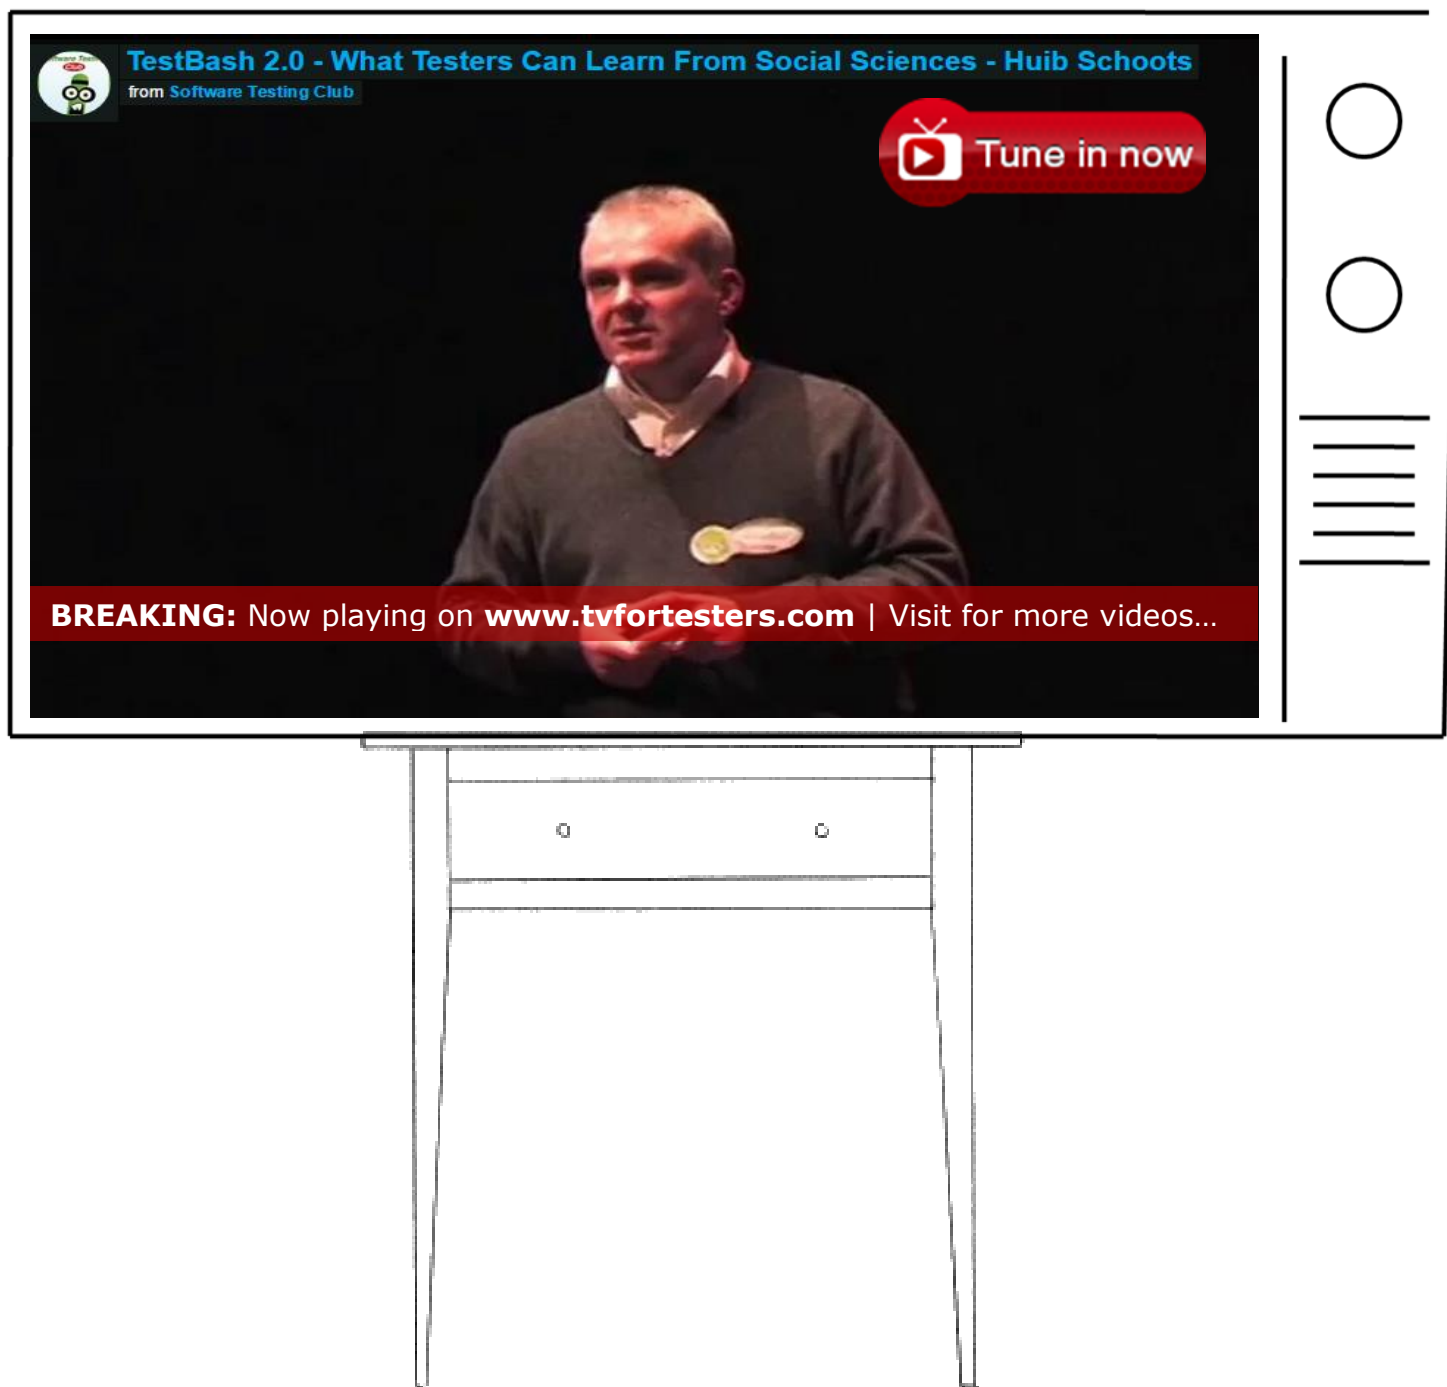 TestBash 2.0 - What Testers Can Learn From Social Sciences - Huib Schoots
from Software Testing Club
Tune in now
BREAKING: Now playing on www.tvfortesters.com | Visit for more videos...